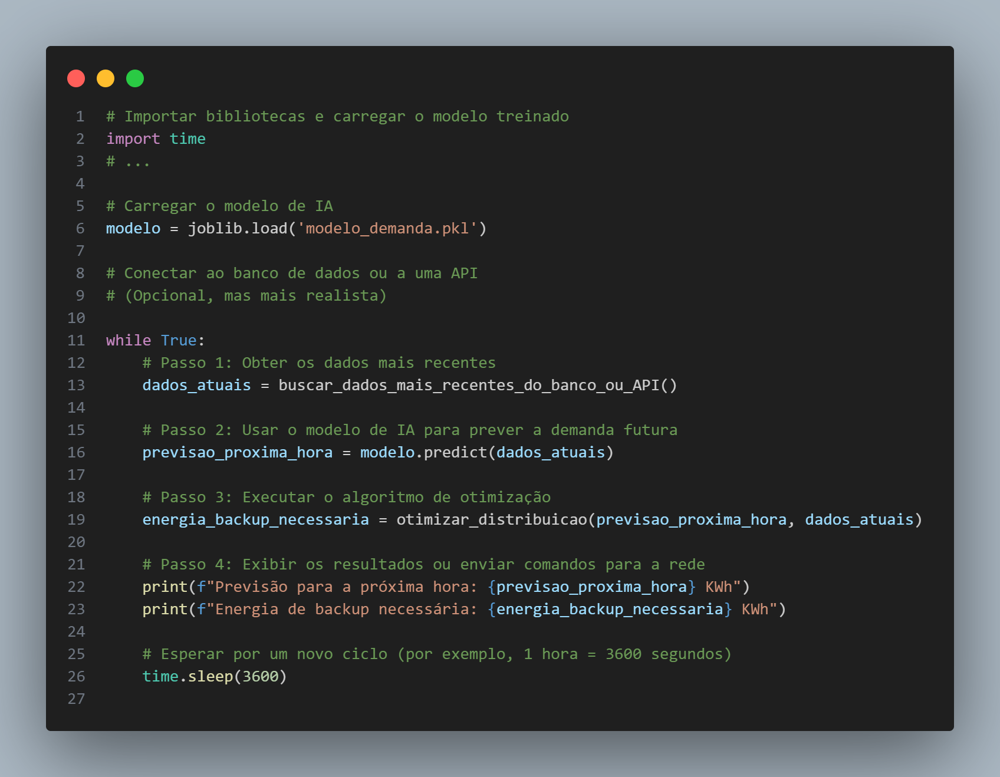 1 # Importar bibliotecas e carregar o modelo treinado
2 import time
3 # ...
4
5 # Carregar o modelo de IA
6 modelo = joblib.load('modelo_demanda.pkl')
7
8 # Conectar ao banco de dados ou a uma API
9 # (Opcional, mas mais realista)
10
11 while True:
12     # Passo 1: Obter os dados mais recentes
13     dados_atuais = buscar_dados_mais_recentes_do_banco_ou_API()
14
15     # Passo 2: Usar o modelo de IA para prever a demanda futura
16     previsao_proxima_hora = modelo.predict(dados_atuais)
17
18     # Passo 3: Executar o algoritmo de otimização
19     energia_backup_necessaria = otimizar_distribuicao(previsao_proxima_hora, dados_atuais)
20
21     # Passo 4: Exibir os resultados ou enviar comandos para a rede
22     print(f"Previsão para a próxima hora: {previsao_proxima_hora} KWh")
23     print(f"Energia de backup necessária: {energia_backup_necessaria} KWh")
24
25     # Esperar por um novo ciclo (por exemplo, 1 hora = 3600 segundos)
26     time.sleep(3600)
27